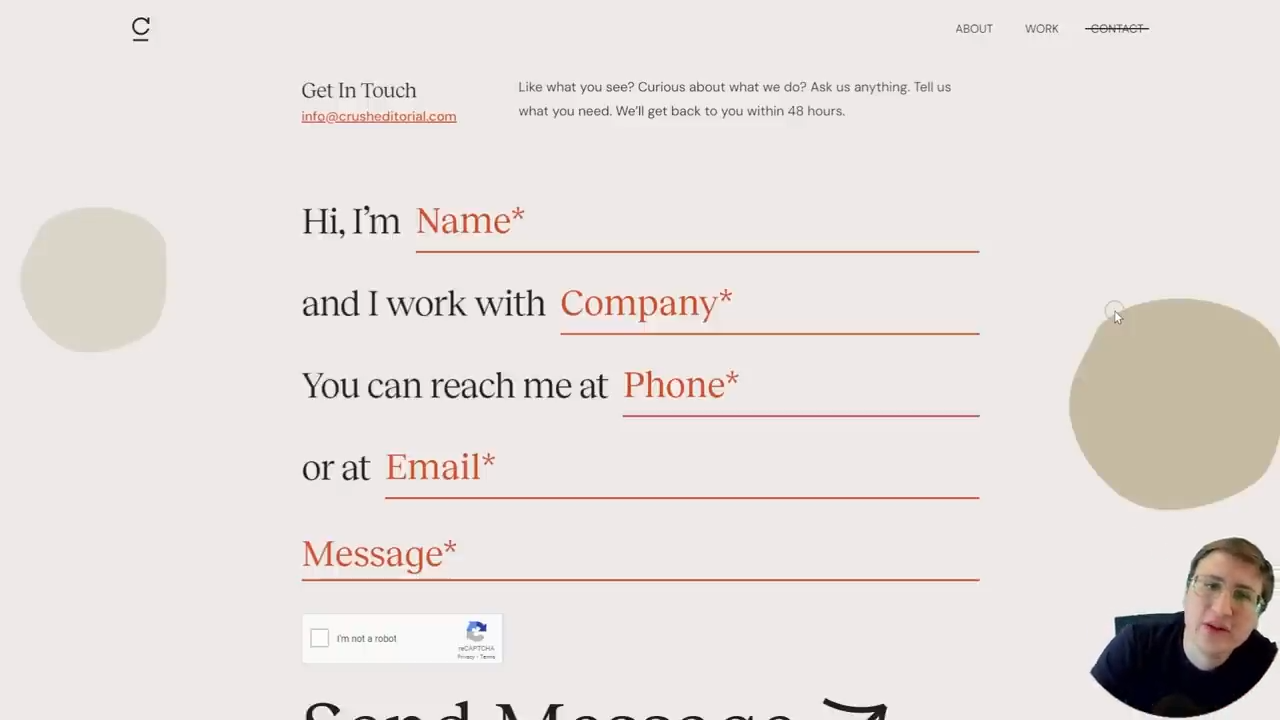 C
ABOUT WORK CONTACT
Get In Touch
info@crusheditorial.com
Like what you see? Curious about what we do? Ask us anything. Tell us
what you need. We'll get back to you within 48 hours.
Hi, I'm Name*
and I work with Company*
You can reach me at Phone*
or at Email*
Message*
I'm not a robot
reCAPTCHA
Privacy - Terms
Send Message